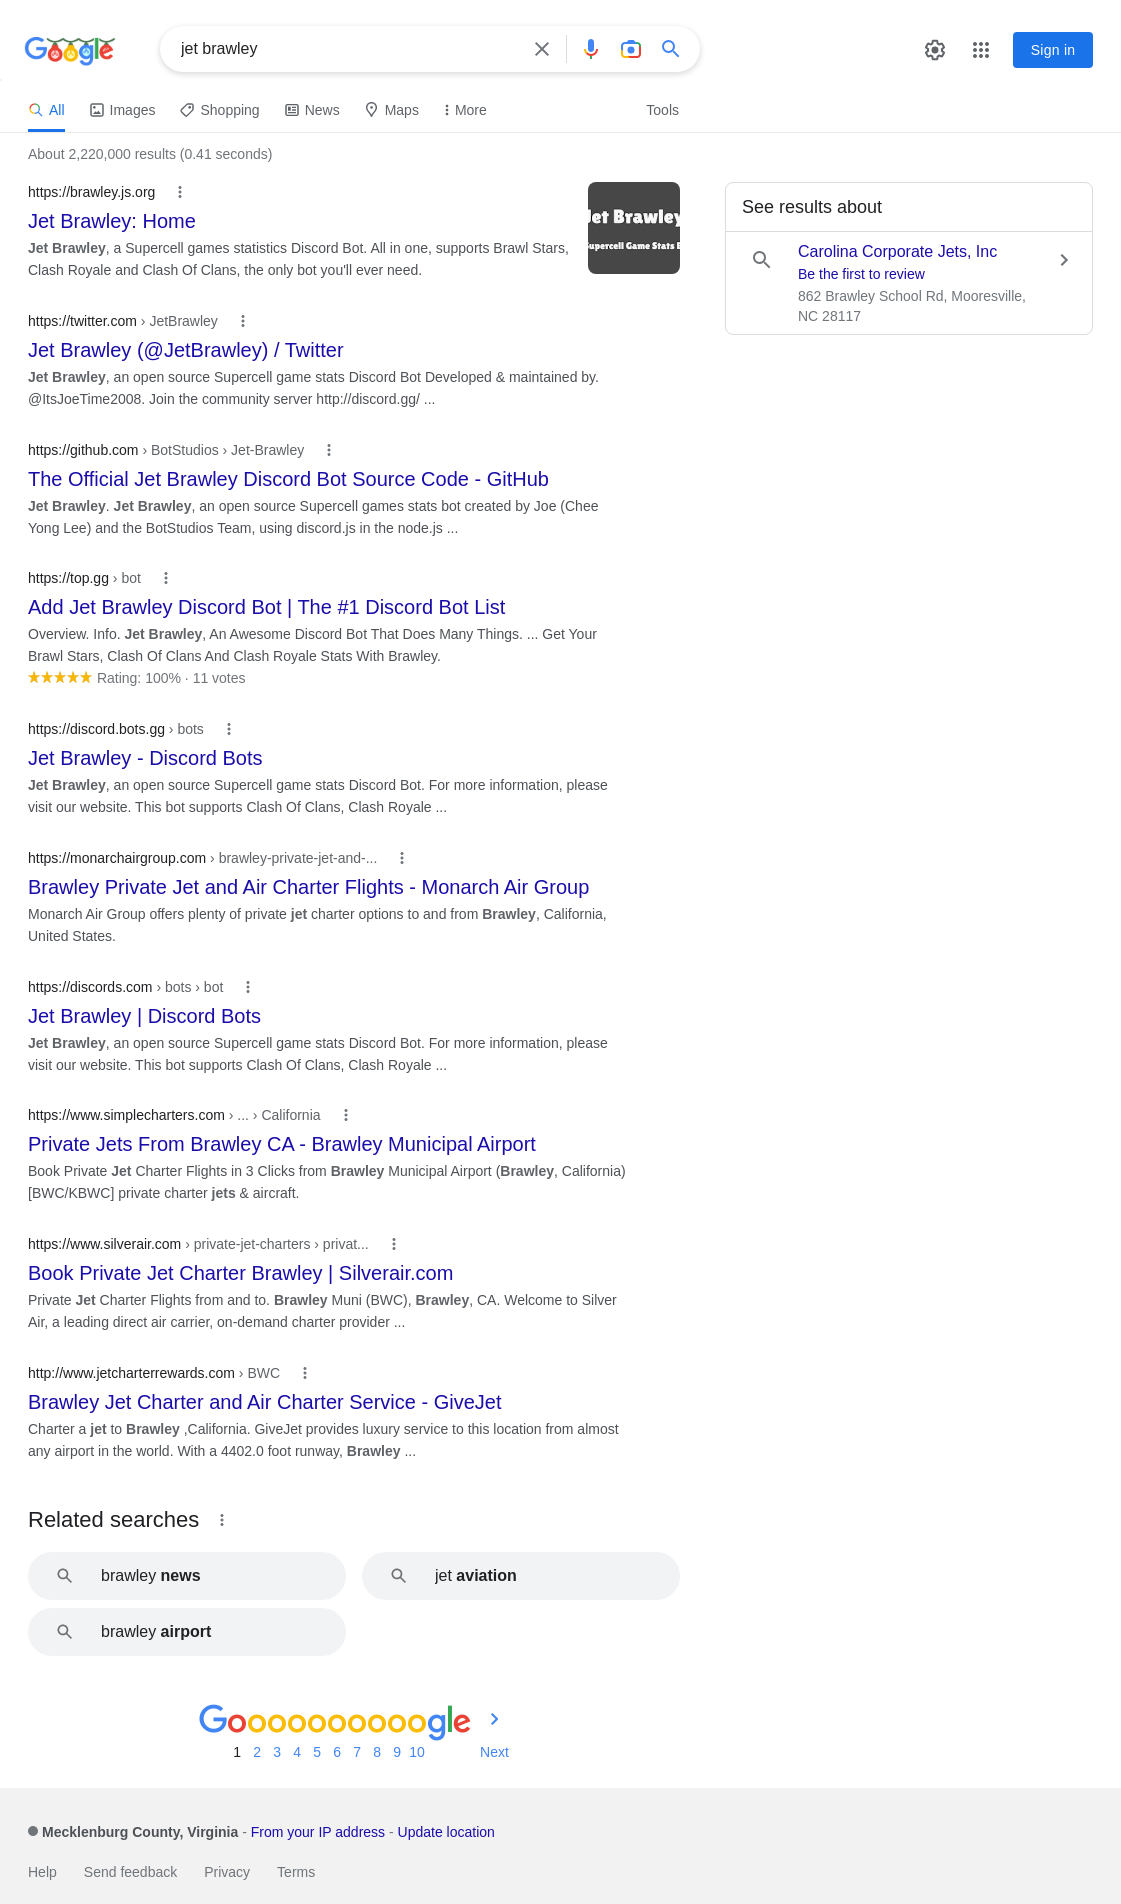 Google
jet brawley
Sign in
All
Images
Shopping
News
Maps
More
Tools
About 2,220,000 results (0.41 seconds)
https://brawley.js.org
Jet Brawley: Home
Jet Brawley, a Supercell games statistics Discord Bot. All in one, supports Brawl Stars,
Clash Royale and Clash Of Clans, the only bot you'll ever need.
Jet Brawley
Supercell Game Stats B
See results about
Carolina Corporate Jets, Inc
Be the first to review
862 Brawley School Rd, Mooresville,
NC 28117
https://twitter.com › JetBrawley
Jet Brawley (@JetBrawley) / Twitter
Jet Brawley, an open source Supercell game stats Discord Bot Developed & maintained by.
@ItsJoeTime2008. Join the community server http://discord.gg/ ...
https://github.com › BotStudios › Jet-Brawley
The Official Jet Brawley Discord Bot Source Code - GitHub
Jet Brawley. Jet Brawley, an open source Supercell games stats bot created by Joe (Chee
Yong Lee) and the BotStudios Team, using discord.js in the node.js ...
https://top.gg › bot
Add Jet Brawley Discord Bot | The #1 Discord Bot List
Overview. Info. Jet Brawley, An Awesome Discord Bot That Does Many Things. ... Get Your
Brawl Stars, Clash Of Clans And Clash Royale Stats With Brawley.
Rating: 100% · 11 votes
https://discord.bots.gg › bots
Jet Brawley - Discord Bots
Jet Brawley, an open source Supercell game stats Discord Bot. For more information, please
visit our website. This bot supports Clash Of Clans, Clash Royale ...
https://monarchairgroup.com › brawley-private-jet-and-...
Brawley Private Jet and Air Charter Flights - Monarch Air Group
Monarch Air Group offers plenty of private jet charter options to and from Brawley, California,
United States.
https://discords.com › bots › bot
Jet Brawley | Discord Bots
Jet Brawley, an open source Supercell game stats Discord Bot. For more information, please
visit our website. This bot supports Clash Of Clans, Clash Royale ...
https://www.simplecharters.com › ... › California
Private Jets From Brawley CA - Brawley Municipal Airport
Book Private Jet Charter Flights in 3 Clicks from Brawley Municipal Airport (Brawley, California)
[BWC/KBWC] private charter jets & aircraft.
https://www.silverair.com › private-jet-charters › privat...
Book Private Jet Charter Brawley | Silverair.com
Private Jet Charter Flights from and to. Brawley Muni (BWC), Brawley, CA. Welcome to Silver
Air, a leading direct air carrier, on-demand charter provider ...
http://www.jetcharterrewards.com › BWC
Brawley Jet Charter and Air Charter Service - GiveJet
Charter a jet to Brawley ,California. GiveJet provides luxury service to this location from almost
any airport in the world. With a 4402.0 foot runway, Brawley ...
Related searches
brawley news
jet aviation
brawley airport
Goooooooooogle
1 2 3 4 5 6 7 8 9 10 Next
Mecklenburg County, Virginia - From your IP address - Update location
Help Send feedback Privacy Terms